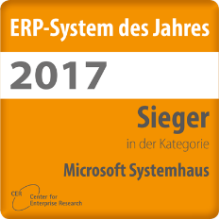 ERP-System des Jahres
2017
Sieger
in der Kategorie
Microsoft Systemhaus
CER
Center for
Enterprise Research